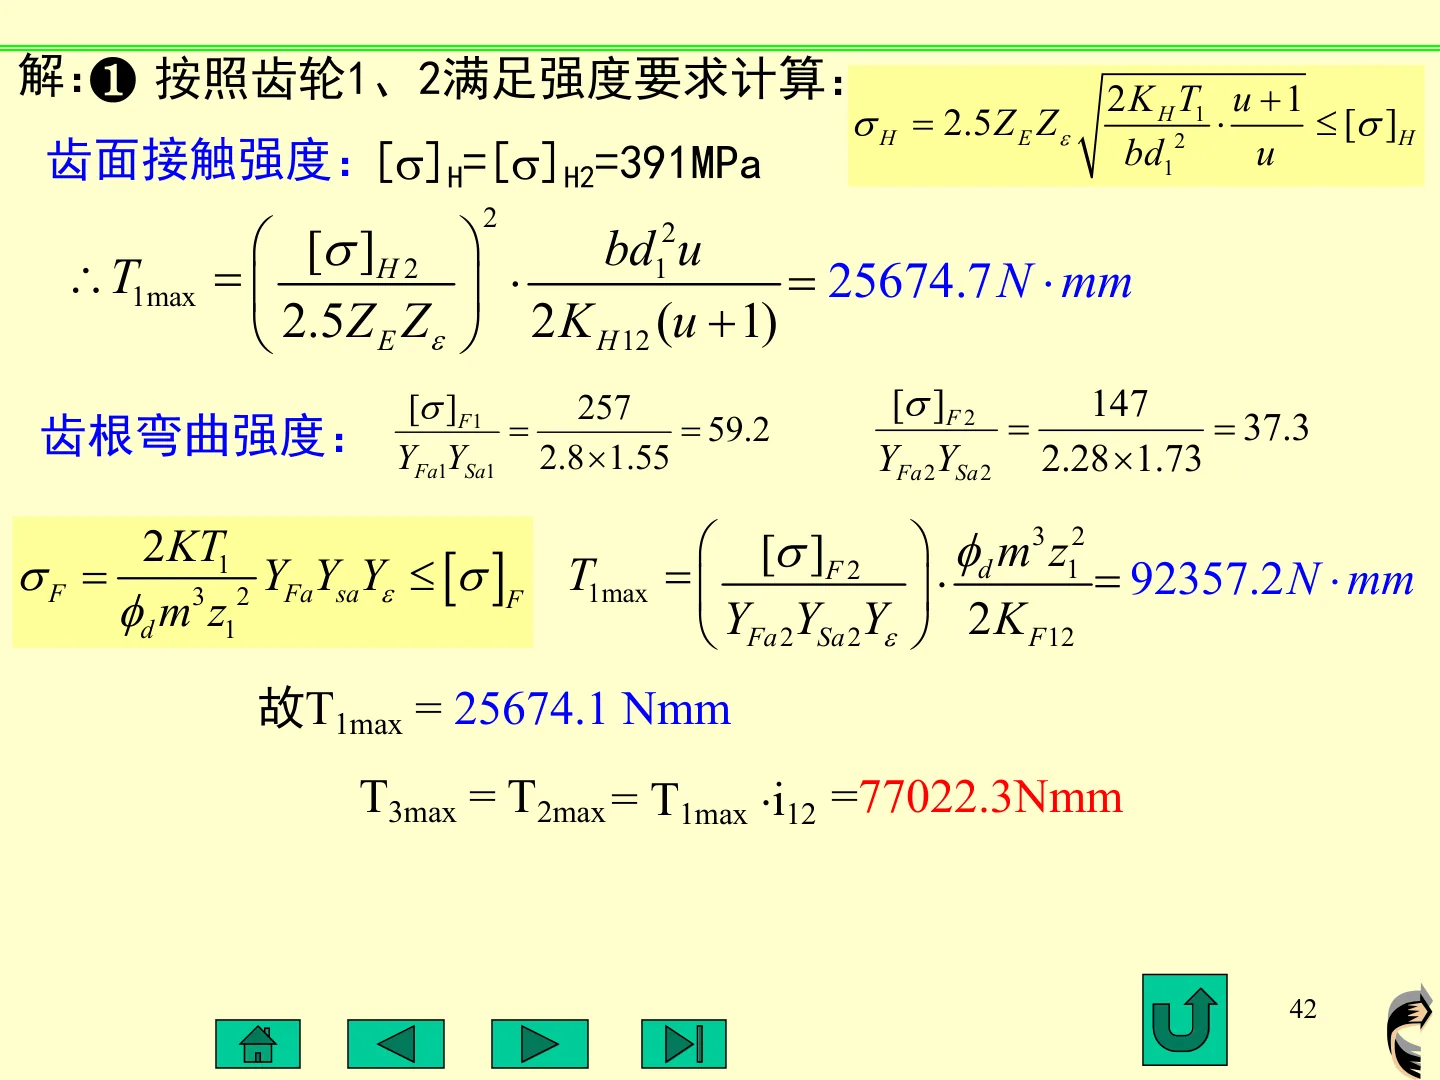 解：❶ 按照齿轮1、2满足强度要求计算：
σ_H = 2.5Z_E Z_ε √(2K_H T_1 / bd_1^2 · (u+1)/u) ≤ [σ]_H
齿面接触强度：[σ]_H=[σ]_H2=391MPa
∴ T_1max = ([σ]_H2 / 2.5Z_E Z_ε)^2 · bd_1^2 u / 2K_H12 (u+1) = 25674.7N·mm
齿根弯曲强度： [σ]_F1 / Y_Fa1 Y_Sa1 = 257 / 2.8×1.55 = 59.2 [σ]_F2 / Y_Fa2 Y_Sa2 = 147 / 2.28×1.73 = 37.3
σ_F = 2KT_1 / ϕ_d m^3 z_1^2 Y_Fa Y_sa Y_ε ≤ [σ]_F T_1max = ([σ]_F2 / Y_Fa2 Y_Sa2 Y_ε) · ϕ_d m^3 z_1^2 / 2K_F12 = 92357.2N·mm
故T_1max = 25674.1 Nmm
T_3max = T_2max = T_1max ·i_12 =77022.3Nmm
42